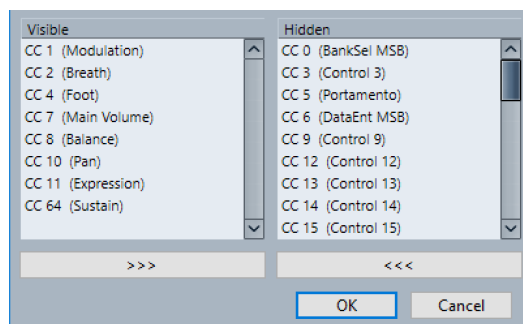 Visible
CC 1 (Modulation)
CC 2 (Breath)
CC 4 (Foot)
CC 7 (Main Volume)
CC 8 (Balance)
CC 10 (Pan)
CC 11 (Expression)
CC 64 (Sustain)
>>>
Hidden
CC 0 (BankSel MSB)
CC 3 (Control 3)
CC 5 (Portamento)
CC 6 (DataEnt MSB)
CC 9 (Control 9)
CC 12 (Control 12)
CC 13 (Control 13)
CC 14 (Control 14)
CC 15 (Control 15)
<<<
OK
Cancel